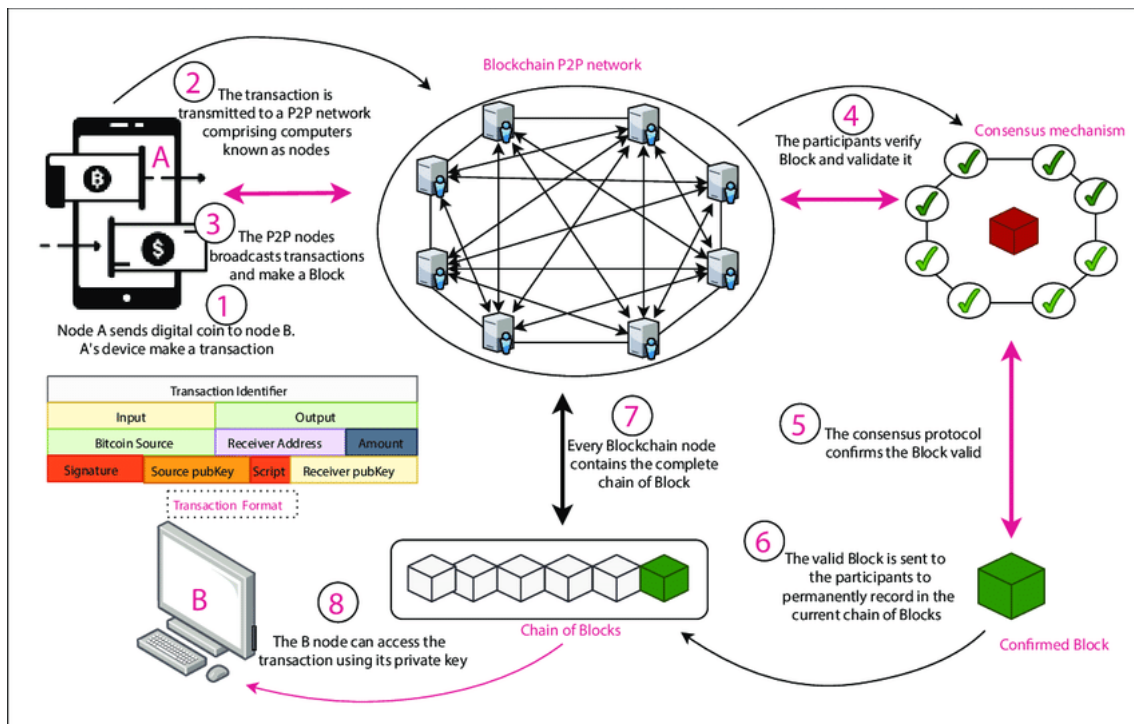 2
The transaction is
transmitted to a P2P network
comprising computers
known as nodes
A
₿
3
The P2P nodes
broadcasts transactions
and make a Block
$
1
Node A sends digital coin to node B.
A's device make a transaction
Blockchain P2P network
4
The participants verify
Block and validate it
Consensus mechanism
Transaction Identifier
Input
Output
Bitcoin Source
Receiver Address
Amount
Signature
Source pubKey
Script
Receiver pubKey
Transaction Format
7
Every Blockchain node
contains the complete
chain of Block
5
The consensus protocol
confirms the Block valid
6
The valid Block is sent to
the participants to
permanently record in the
current chain of Blocks
Confirmed Block
Chain of Blocks
B
8
The B node can access the
transaction using its private key